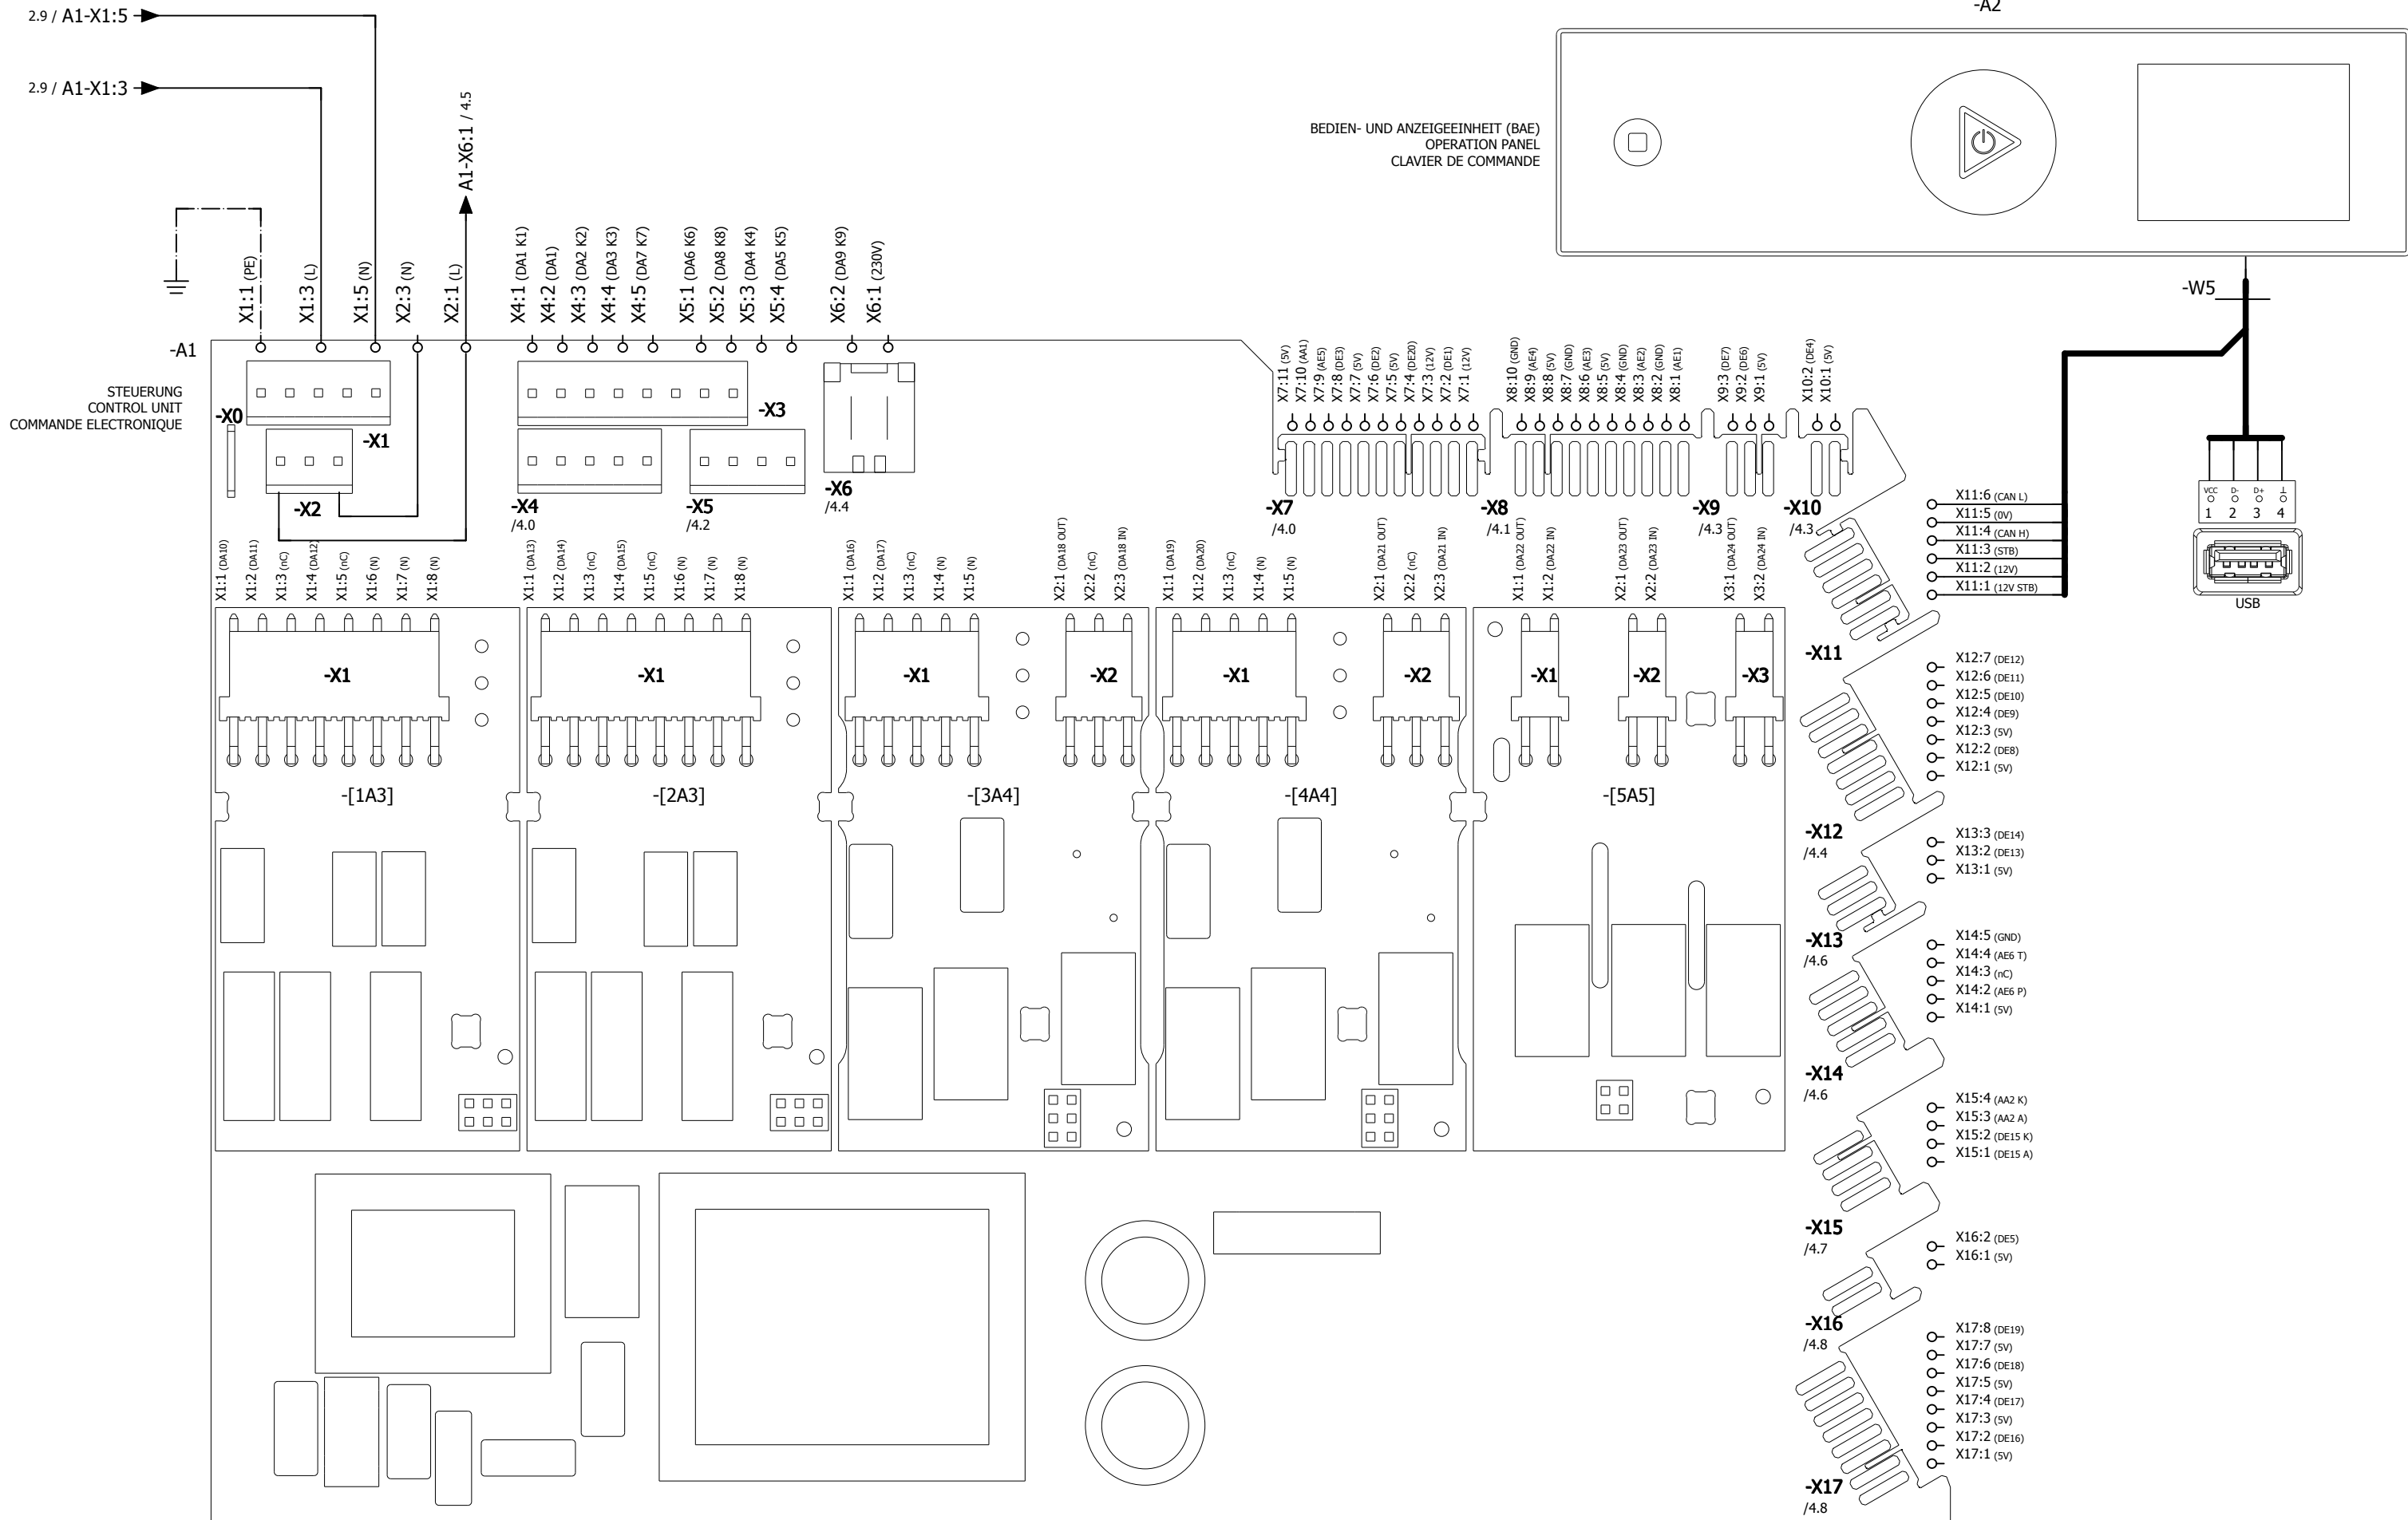 2.9 / A1-X1:5
2.9 / A1-X1:3
A1-X6:1 / 4.5
-A2
BEDIEN- UND ANZEIGEEINHEIT (BAE)
OPERATION PANEL
CLAVIER DE COMMANDE
-W5
-A1
STEUERUNG
CONTROL UNIT
COMMANDE ELECTRONIQUE
X1:1 (PE)
X1:3 (L)
X1:5 (N)
X2:3 (N)
X2:1 (L)
X4:1 (DA1 K1)
X4:2 (DA1)
X4:3 (DA2 K2)
X4:4 (DA3 K3)
X4:5 (DA7 K7)
X5:1 (DA6 K6)
X5:2 (DA8 K8)
X5:3 (DA4 K4)
X5:4 (DA5 K5)
X6:2 (DA9 K9)
X6:1 (230V)
X7:11 (5V)
X7:10 (AA1)
X7:9 (AE5)
X7:8 (DE3)
X7:7 (5V)
X7:6 (DE2)
X7:5 (5V)
X7:4 (DE20)
X7:3 (12V)
X7:2 (DE1)
X7:1 (12V)
X8:10 (GND)
X8:9 (AE4)
X8:8 (5V)
X8:7 (GND)
X8:6 (AE3)
X8:5 (5V)
X8:4 (GND)
X8:3 (AE2)
X8:2 (GND)
X8:1 (AE1)
X9:3 (DE7)
X9:2 (DE6)
X9:1 (5V)
X10:2 (DE4)
X10:1 (5V)
-X0
-X1
-X2
-X3
-X4
/4.0
-X5
/4.2
-X6
/4.4
-X7
/4.0
-X8
/4.1
-X9
/4.3
-X10
/4.3
X11:6 (CAN L)
X11:5 (0V)
X11:4 (CAN H)
X11:3 (STB)
X11:2 (12V)
X11:1 (12V STB)
VCC D- D+ ⊥
1 2 3 4
USB
X1:1 (DA10)
X1:2 (DA11)
X1:3 (nC)
X1:4 (DA12)
X1:5 (nC)
X1:6 (N)
X1:7 (N)
X1:8 (N)
X1:1 (DA13)
X1:2 (DA14)
X1:3 (nC)
X1:4 (DA15)
X1:5 (nC)
X1:6 (N)
X1:7 (N)
X1:8 (N)
X1:1 (DA16)
X1:2 (DA17)
X1:3 (nC)
X1:4 (N)
X1:5 (N)
X2:1 (DA18 OUT)
X2:2 (nC)
X2:3 (DA18 IN)
X1:1 (DA19)
X1:2 (DA20)
X1:3 (nC)
X1:4 (N)
X1:5 (N)
X2:1 (DA21 OUT)
X2:2 (nC)
X2:3 (DA21 IN)
X1:1 (DA22 OUT)
X1:2 (DA22 IN)
X2:1 (DA23 OUT)
X2:2 (DA23 IN)
X3:1 (DA24 OUT)
X3:2 (DA24 IN)
-X1
-X1
-X1
-X2
-X1
-X2
-X1
-X2
-X3
-[1A3]
-[2A3]
-[3A4]
-[4A4]
-[5A5]
-X11
X12:7 (DE12)
X12:6 (DE11)
X12:5 (DE10)
X12:4 (DE9)
X12:3 (5V)
X12:2 (DE8)
X12:1 (5V)
-X12
/4.4
X13:3 (DE14)
X13:2 (DE13)
X13:1 (5V)
-X13
/4.6
X14:5 (GND)
X14:4 (AE6 T)
X14:3 (nC)
X14:2 (AE6 P)
X14:1 (5V)
-X14
/4.6
X15:4 (AA2 K)
X15:3 (AA2 A)
X15:2 (DE15 K)
X15:1 (DE15 A)
-X15
/4.7
X16:2 (DE5)
X16:1 (5V)
-X16
/4.8
X17:8 (DE19)
X17:7 (5V)
X17:6 (DE18)
X17:5 (5V)
X17:4 (DE17)
X17:3 (5V)
X17:2 (DE16)
X17:1 (5V)
-X17
/4.8